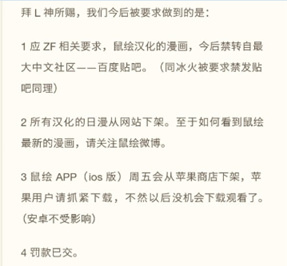 拜 L 神所赐，我们今后被要求做到的是：
1 应 ZF 相关要求，鼠绘汉化的漫画，今后禁转自最
大中文社区——百度贴吧。（同冰火被要求禁发贴
吧同理）
2 所有汉化的日漫从网站下架。至于如何看到鼠绘
最新的漫画，请关注鼠绘微博。
3 鼠绘 APP（ios 版）周五会从苹果商店下架，苹
果用户请抓紧下载，不然以后没机会下载观看了。
（安卓不受影响）
4 罚款已交。